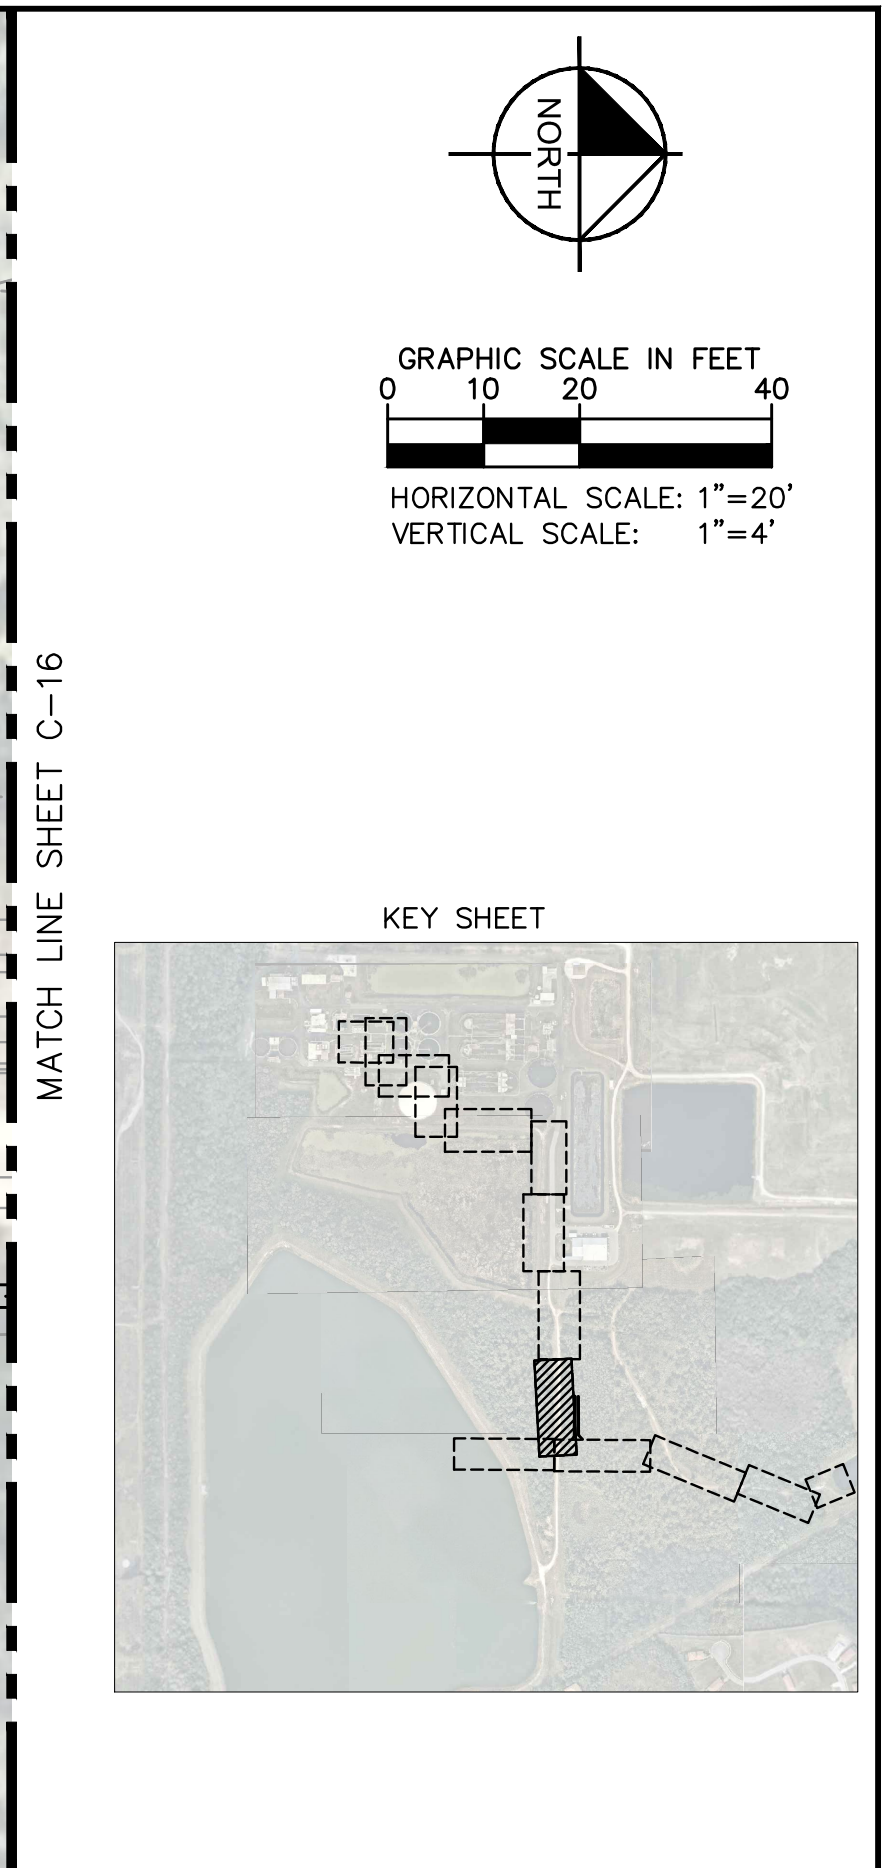 NORTH
GRAPHIC SCALE IN FEET
0 10 20 40
HORIZONTAL SCALE: 1"=20'
VERTICAL SCALE: 1"=4'
MATCH LINE SHEET C-16
KEY SHEET